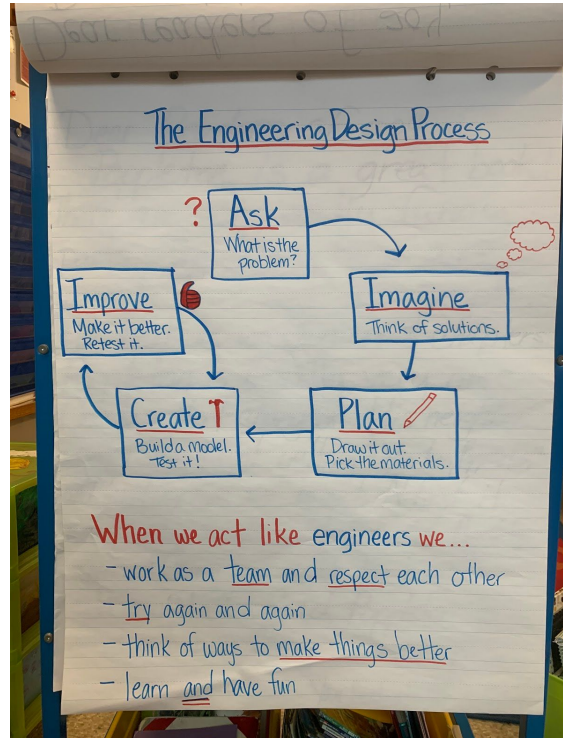 Dear readers of
The Engineering Design Process
?
Ask
What is the
problem?
Imagine
Think of solutions.
Plan
Draw it out.
Pick the materials.
Create
Build a model.
Test it!
Improve
Make it better.
Retest it.
When we act like engineers we...
- work as a team and respect each other
- try again and again
- think of ways to make things better
- learn and have fun